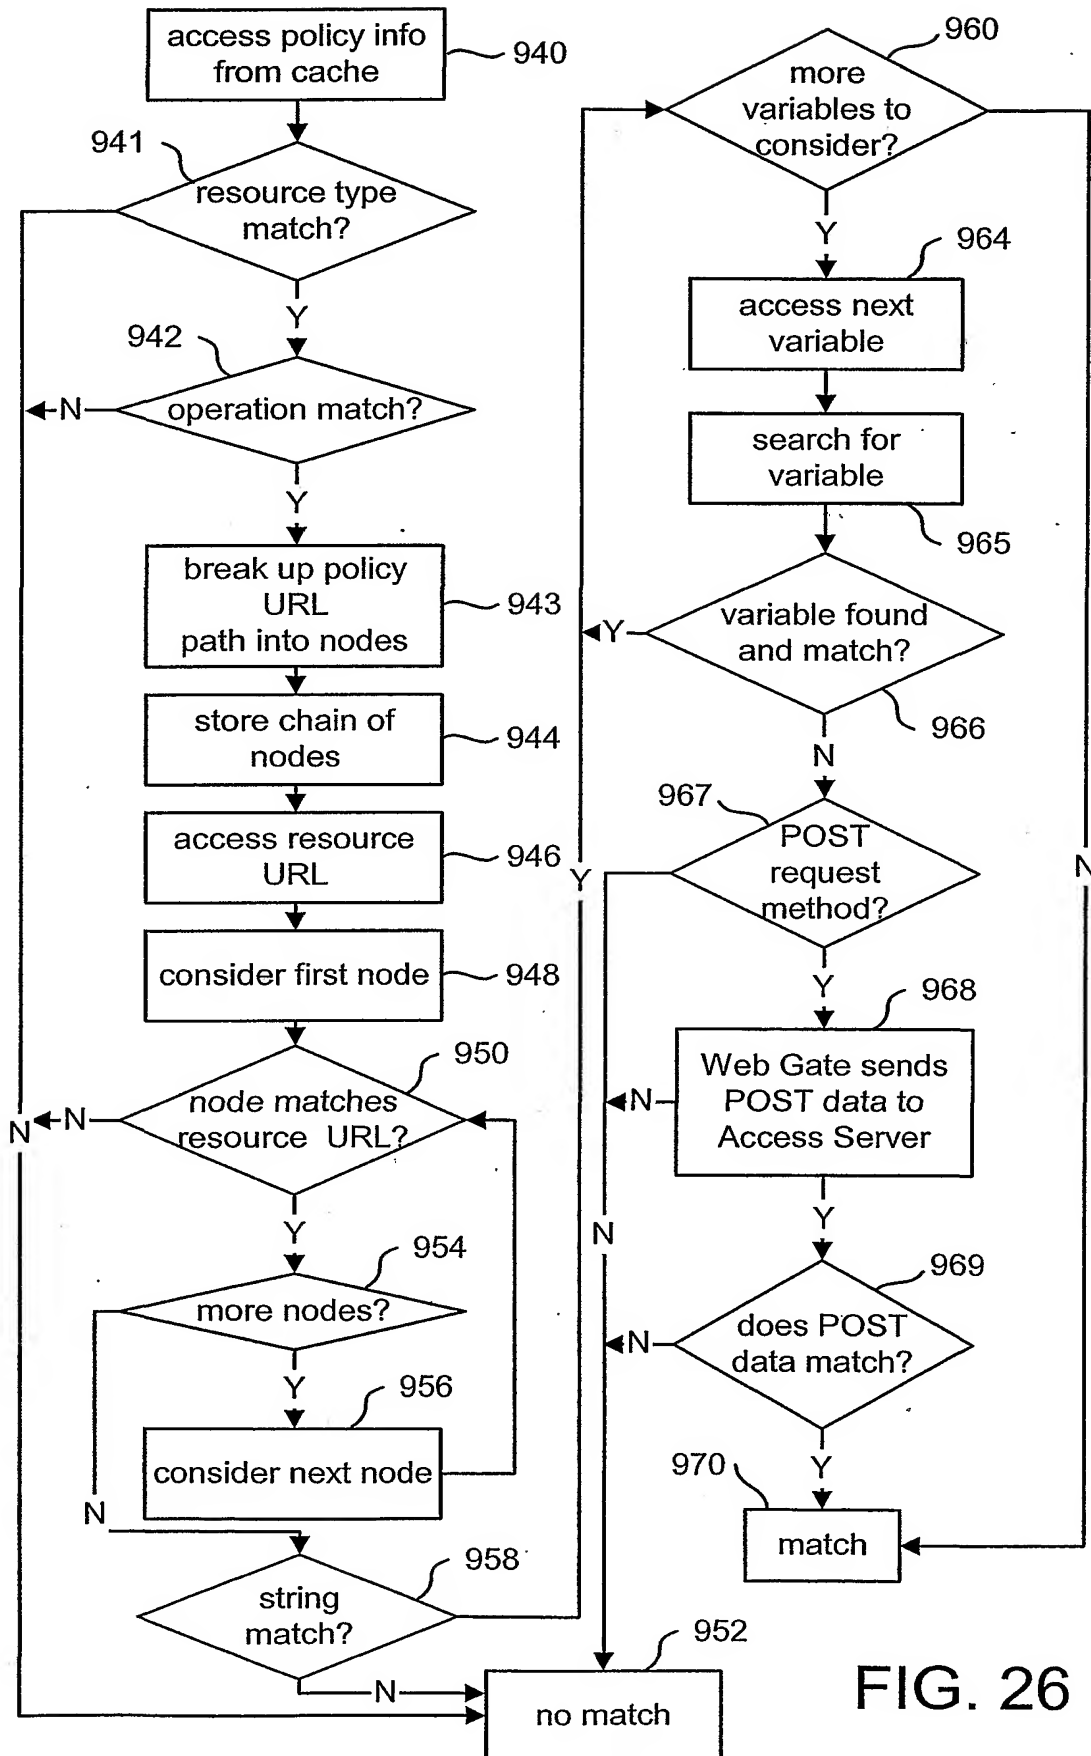 access policy info
from cache
940
941
resource type
match?
Y
942
N
operation match?
Y
break up policy
URL
path into nodes
943
store chain of
nodes
944
access resource
URL
946
consider first node
948
950
N
N
node matches
resource URL?
Y
954
more nodes?
Y
956
consider next node
N
958
string
match?
N
952
no match
960
more
variables to
consider?
Y
964
access next
variable
search for
variable
965
variable found
and match?
Y
966
N
967
POST
request
method?
Y
N
Y
968
Web Gate sends
POST data to
Access Server
N
Y
N
969
does POST
data match?
N
Y
970
match
FIG. 26